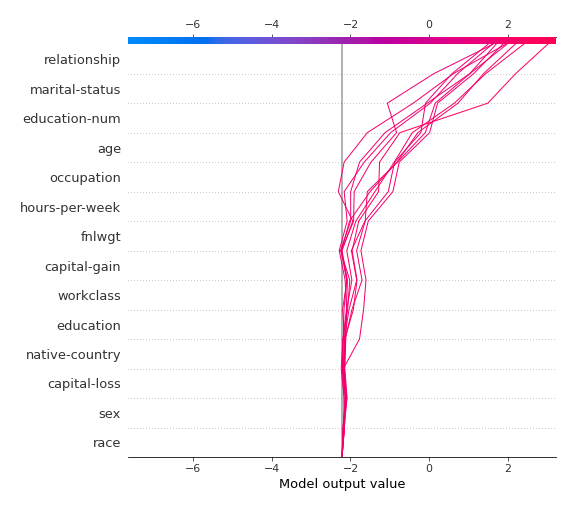 −6 −4 −2 0 2
relationship
marital-status
education-num
age
occupation
hours-per-week
fnlwgt
capital-gain
workclass
education
native-country
capital-loss
sex
race
−6 −4 −2 0 2
Model output value